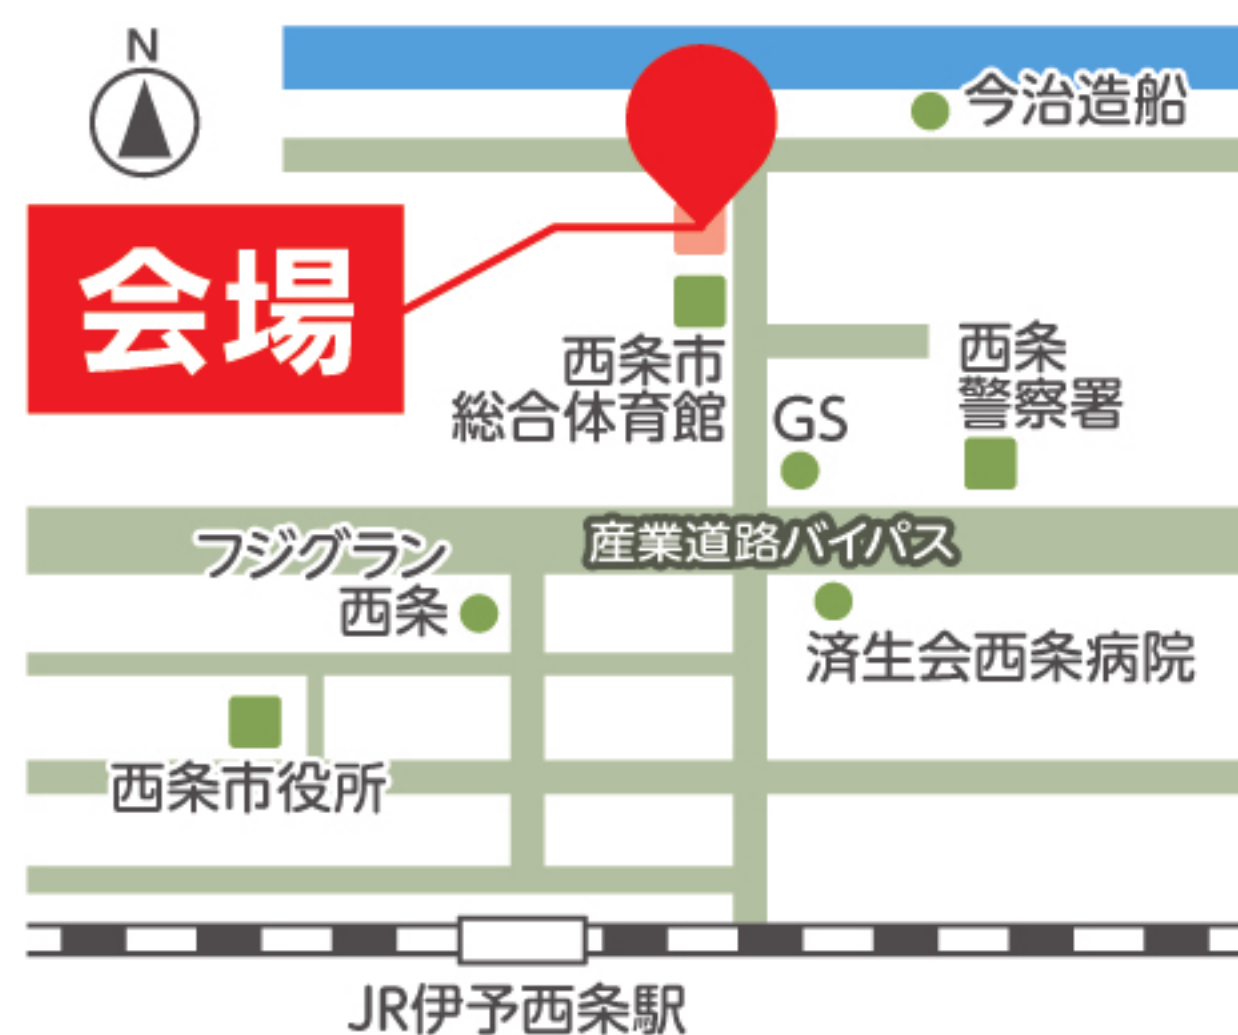 N
今治造船
会場
西条市
総合体育館
西条
警察署
GS
産業道路バイパス
フジグラン
西条
済生会西条病院
西条市役所
JR伊予西条駅